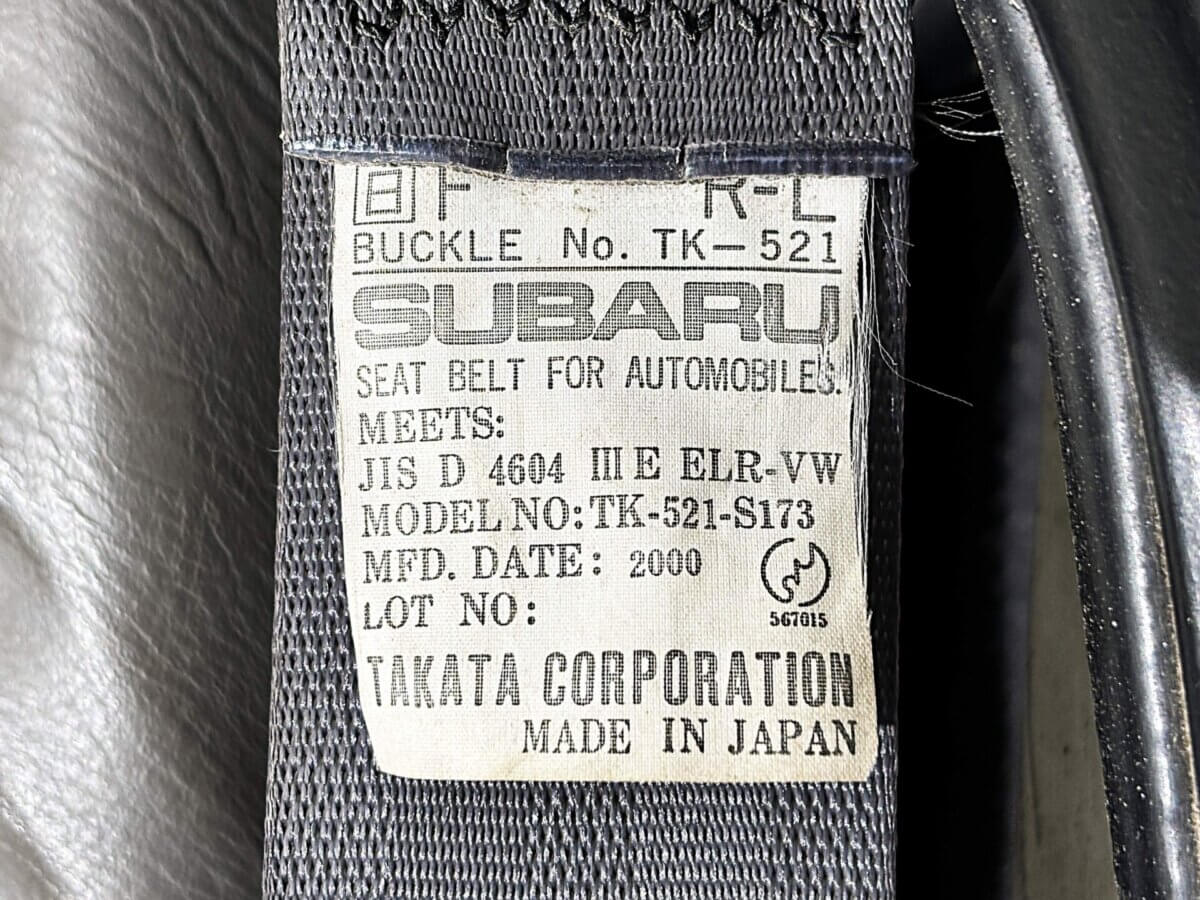 日F R-L
BUCKLE No. TK-521
SUBARU
SEAT BELT FOR AUTOMOBILES.
MEETS:
JIS D 4604 III E ELR-VW
MODEL NO: TK-521-S173
MFD. DATE: 2000
LOT NO:
567015
TAKATA CORPORATION
MADE IN JAPAN